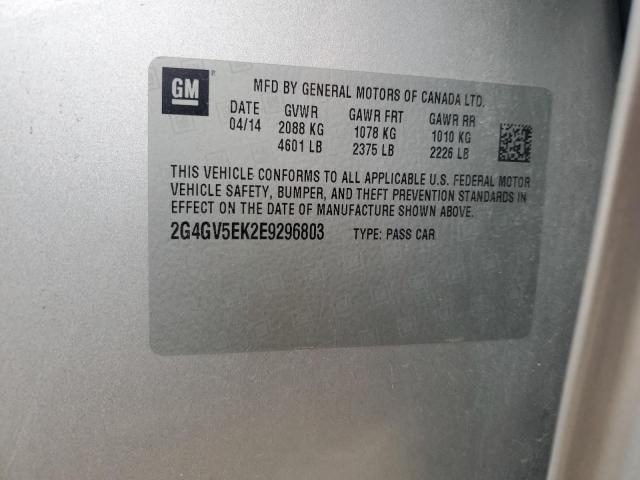 GM
MFD BY GENERAL MOTORS OF CANADA LTD.
DATE GVWR GAWR FRT GAWR RR
04/14 2088 KG 1078 KG 1010 KG
4601 LB 2375 LB 2226 LB
THIS VEHICLE CONFORMS TO ALL APPLICABLE U.S. FEDERAL MOTOR
VEHICLE SAFETY, BUMPER, AND THEFT PREVENTION STANDARDS IN
EFFECT ON THE DATE OF MANUFACTURE SHOWN ABOVE.
2G4GV5EK2E9296803 TYPE: PASS CAR